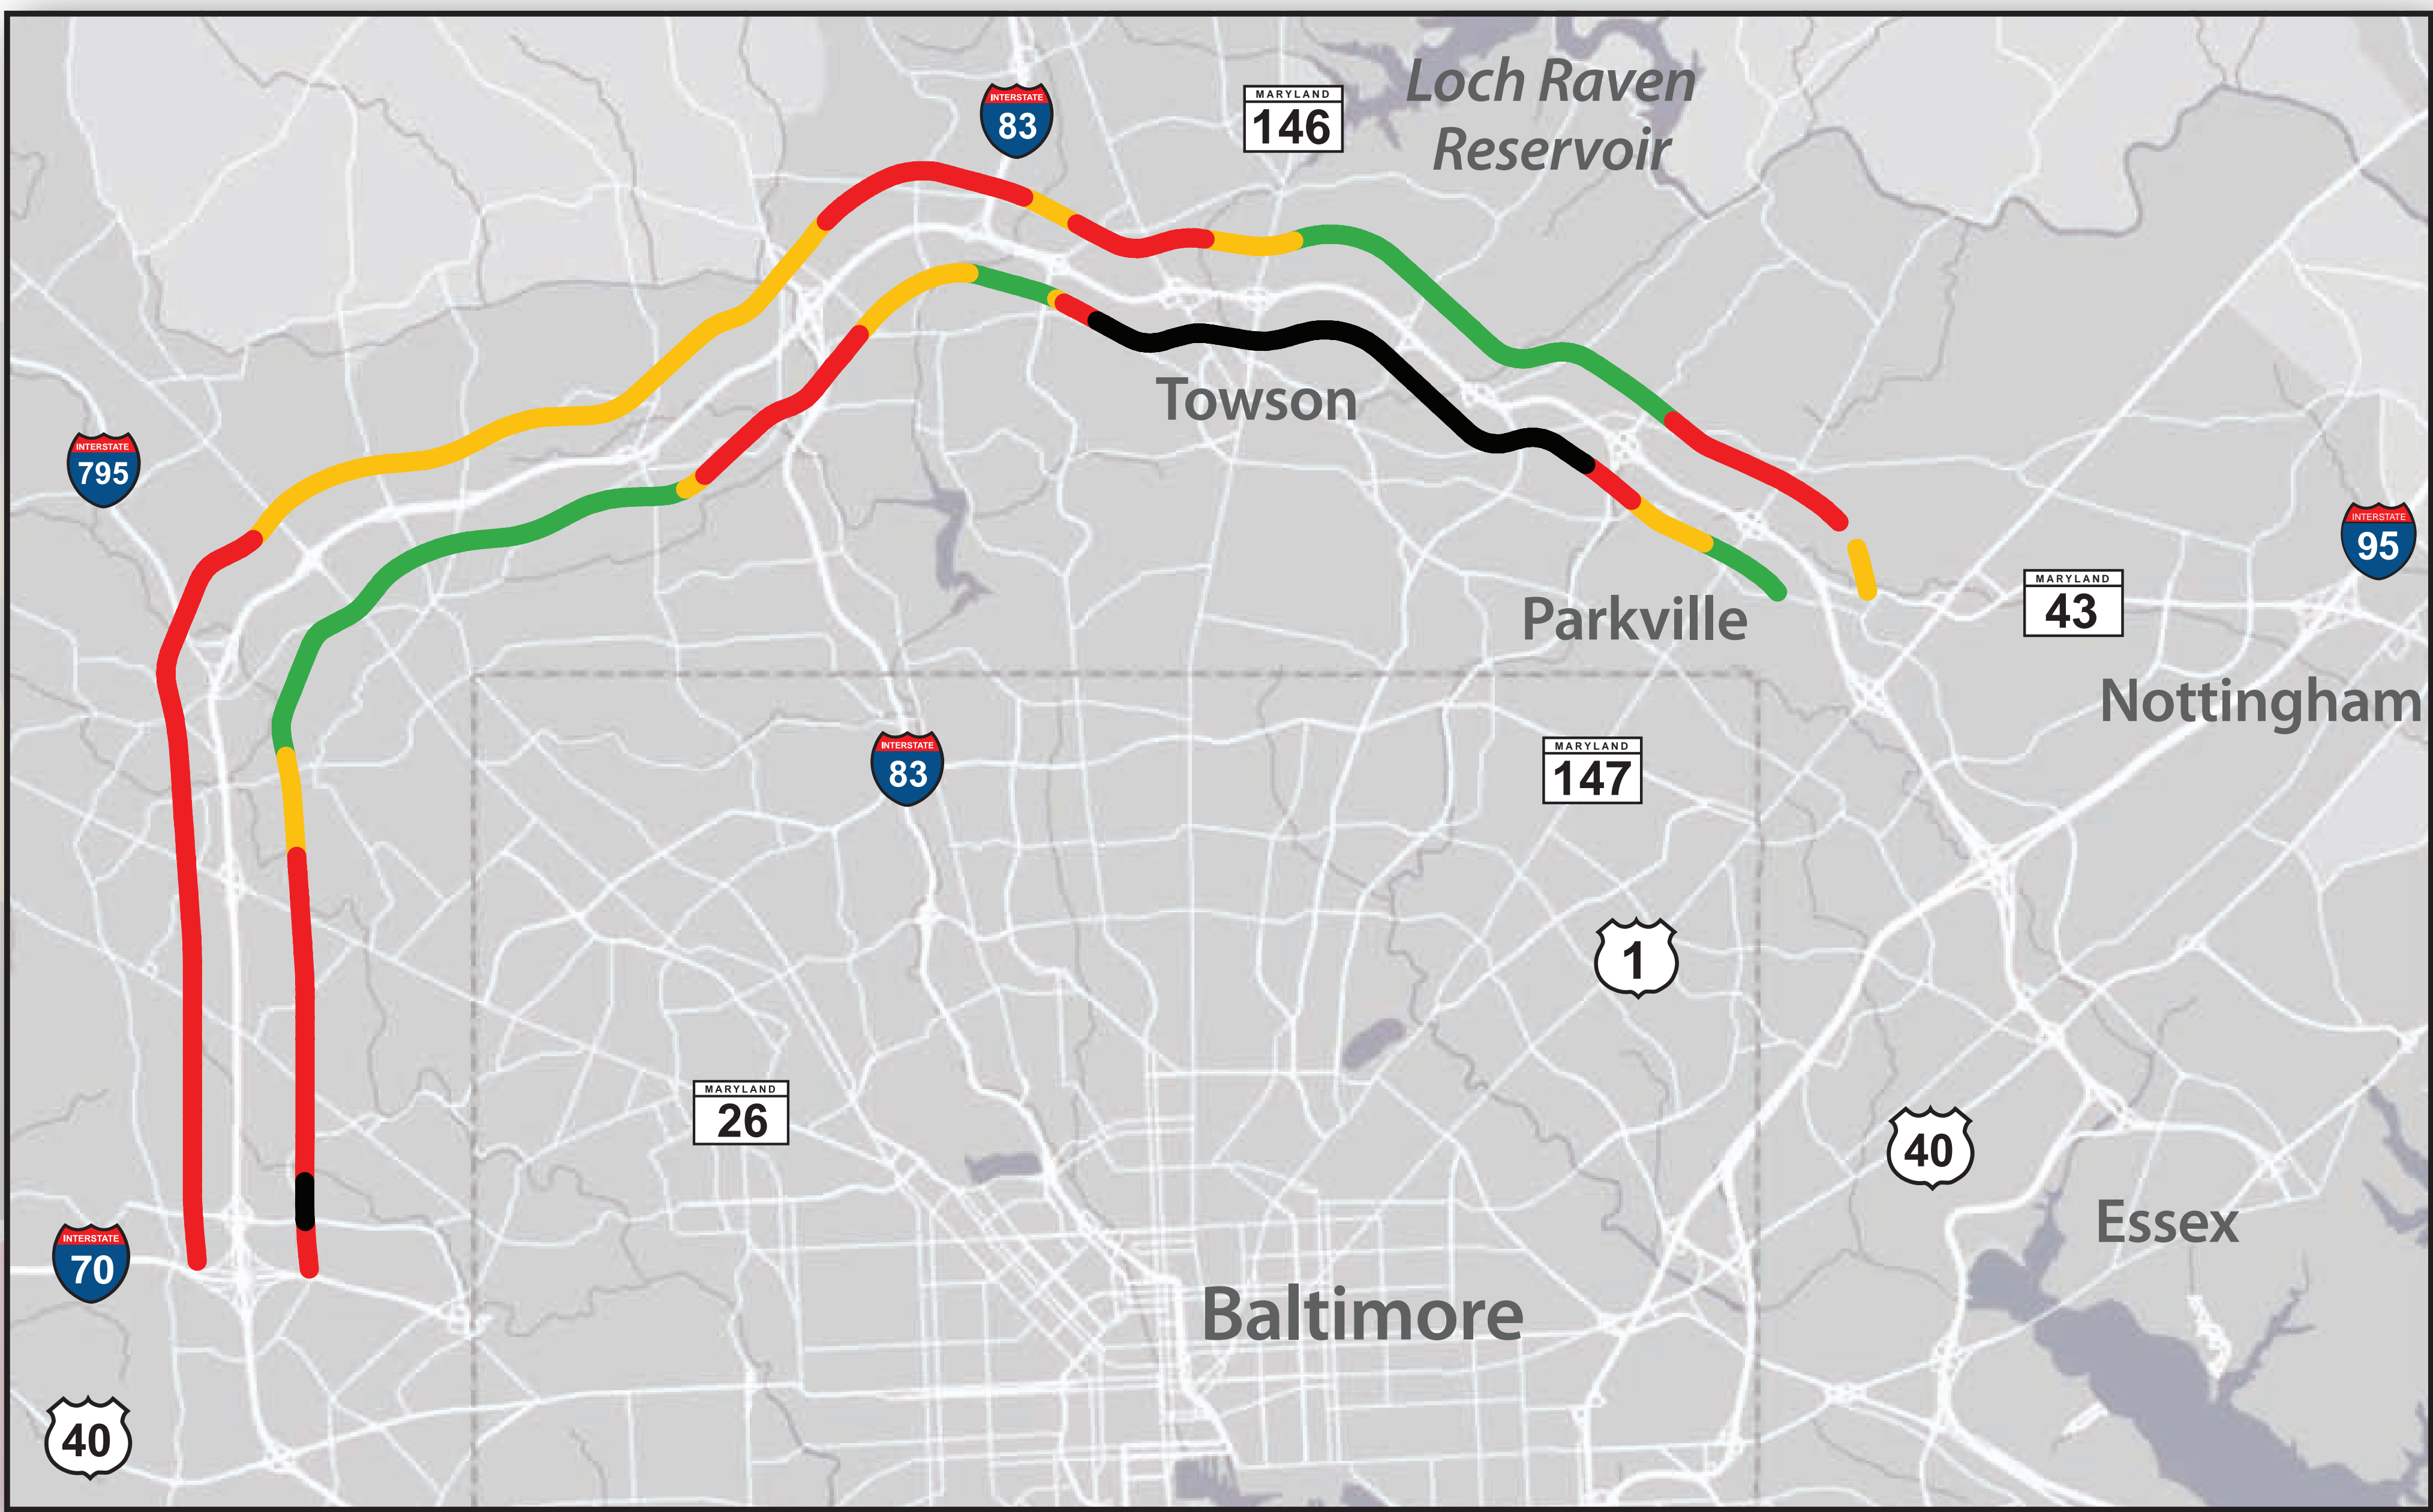 INTERSTATE
83
MARYLAND
146
Loch Raven
Reservoir
INTERSTATE
795
Towson
INTERSTATE
95
MARYLAND
43
Parkville
Nottingham
INTERSTATE
83
MARYLAND
147
1
MARYLAND
26
40
INTERSTATE
70
Essex
Baltimore
40